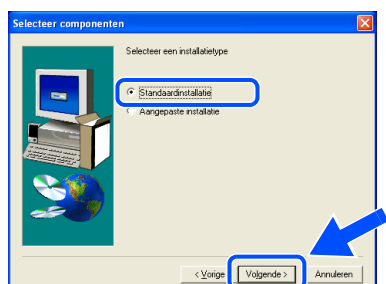 Selecteer componenten
Selecteer een installatietype
Standaardinstallatie
Aangepaste installatie
< Vorige
Volgende >
Annuleren